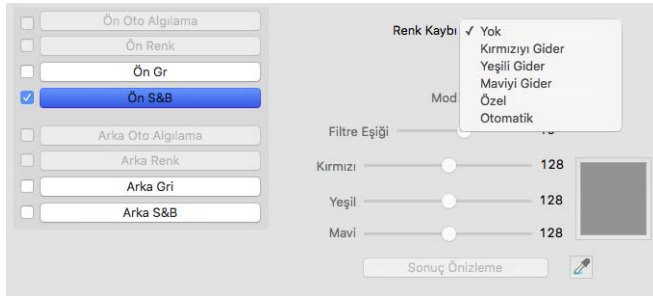 Ön Oto Algılama
Ön Renk
Ön Gr
Ön S&B
Arka Oto Algılama
Arka Renk
Arka Gri
Arka S&B
Renk Kaybı ✓ Yok
Kırmızıyı Gider
Yeşili Gider
Maviyi Gider
Özel
Otomatik
Mod
Filtre Eşiği
Kırmızı 128
Yeşil 128
Mavi 128
Sonuç Önizleme